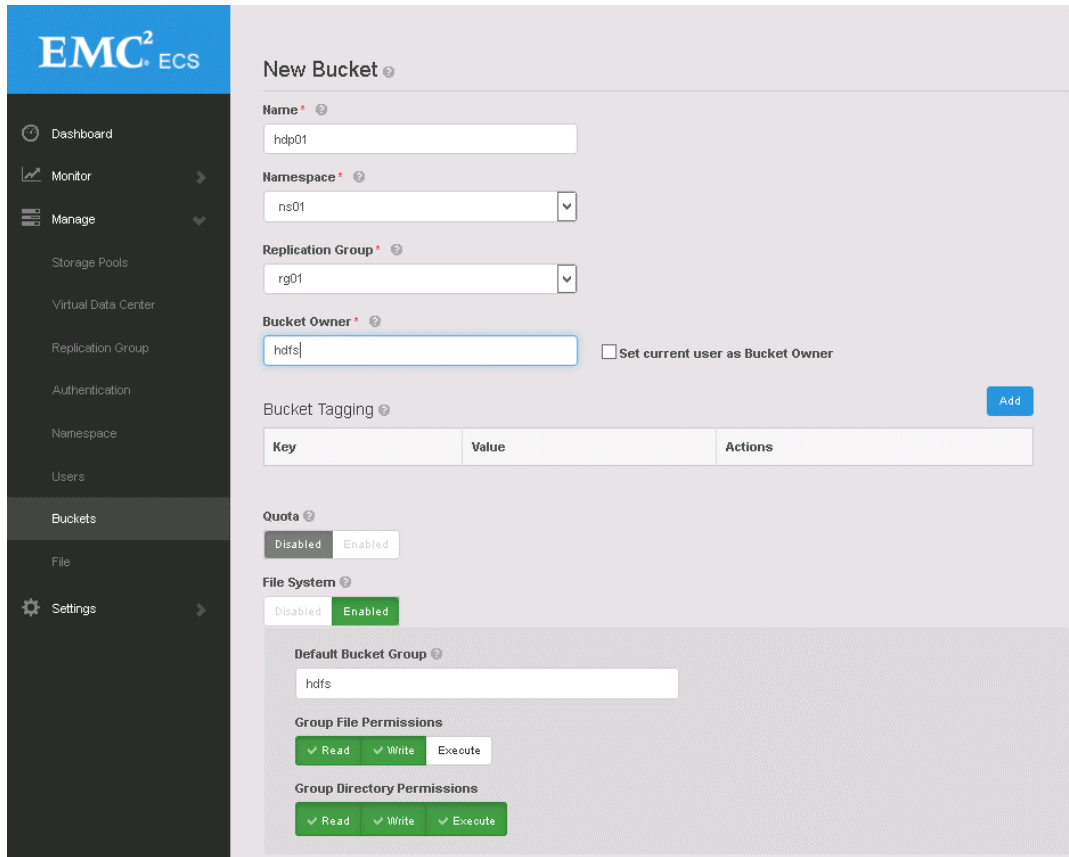 EMC² ECS
Dashboard
Monitor
Manage
Storage Pools
Virtual Data Center
Replication Group
Authentication
Namespace
Users
Buckets
File
Settings
New Bucket ?
Name * ?
hdp01
Namespace * ?
ns01
Replication Group * ?
rg01
Bucket Owner * ?
hdfs
Set current user as Bucket Owner
Bucket Tagging ?
Add
Key Value Actions
Quota ?
Disabled Enabled
File System ?
Disabled Enabled
Default Bucket Group ?
hdfs
Group File Permissions
Read Write Execute
Group Directory Permissions
Read Write Execute